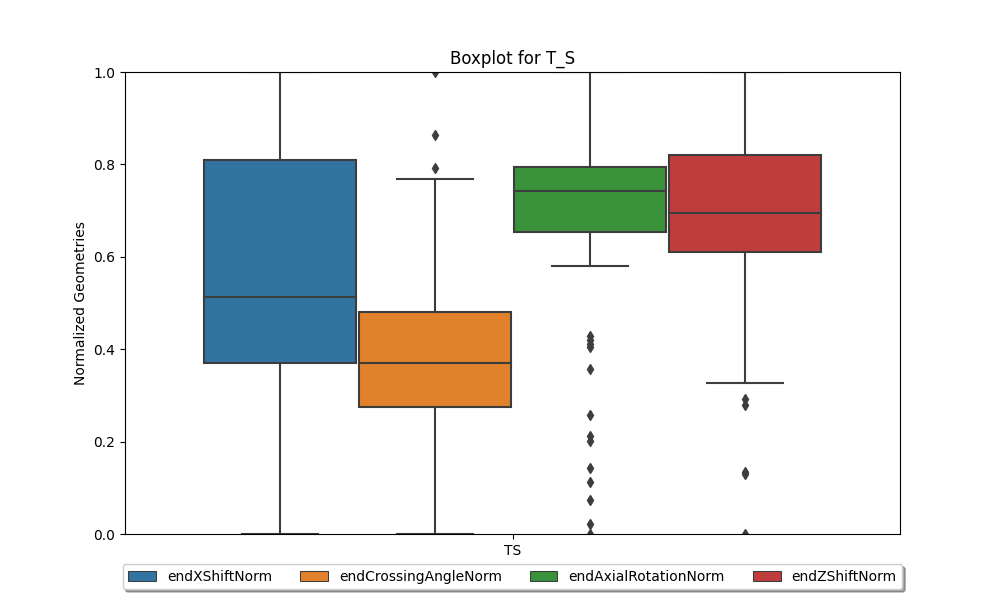 Boxplot for T_S
Normalized Geometries
1.0
0.8
0.6
0.4
0.2
0.0
TS
endXShiftNorm endCrossingAngleNorm endAxialRotationNorm endZShiftNorm